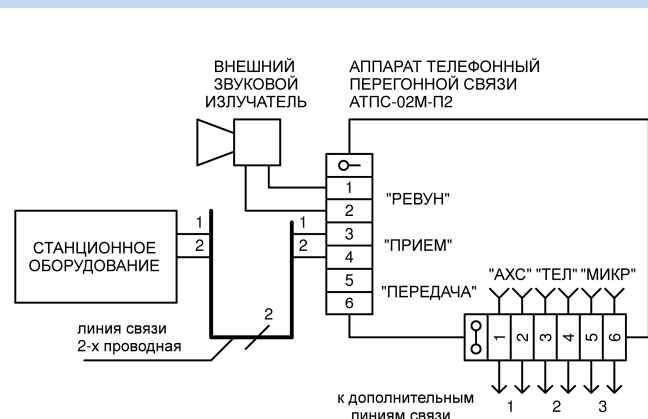 ВНЕШНИЙ
ЗВУКОВОЙ
ИЗЛУЧАТЕЛЬ
АППАРАТ ТЕЛЕФОННЫЙ
ПЕРЕГОННОЙ СВЯЗИ
АТПС-02М-П2
1
2
"РЕВУН"
СТАНЦИОННОЕ
ОБОРУДОВАНИЕ
1
2
1
2
3
4
"ПРИЕМ"
5
6
"ПЕРЕДАЧА"
"АХС" "ТЕЛ" "МИКР"
1 2 3 4 5 6
2
линия связи
2-х проводная
к дополнительным
линиям связи
1 2 3